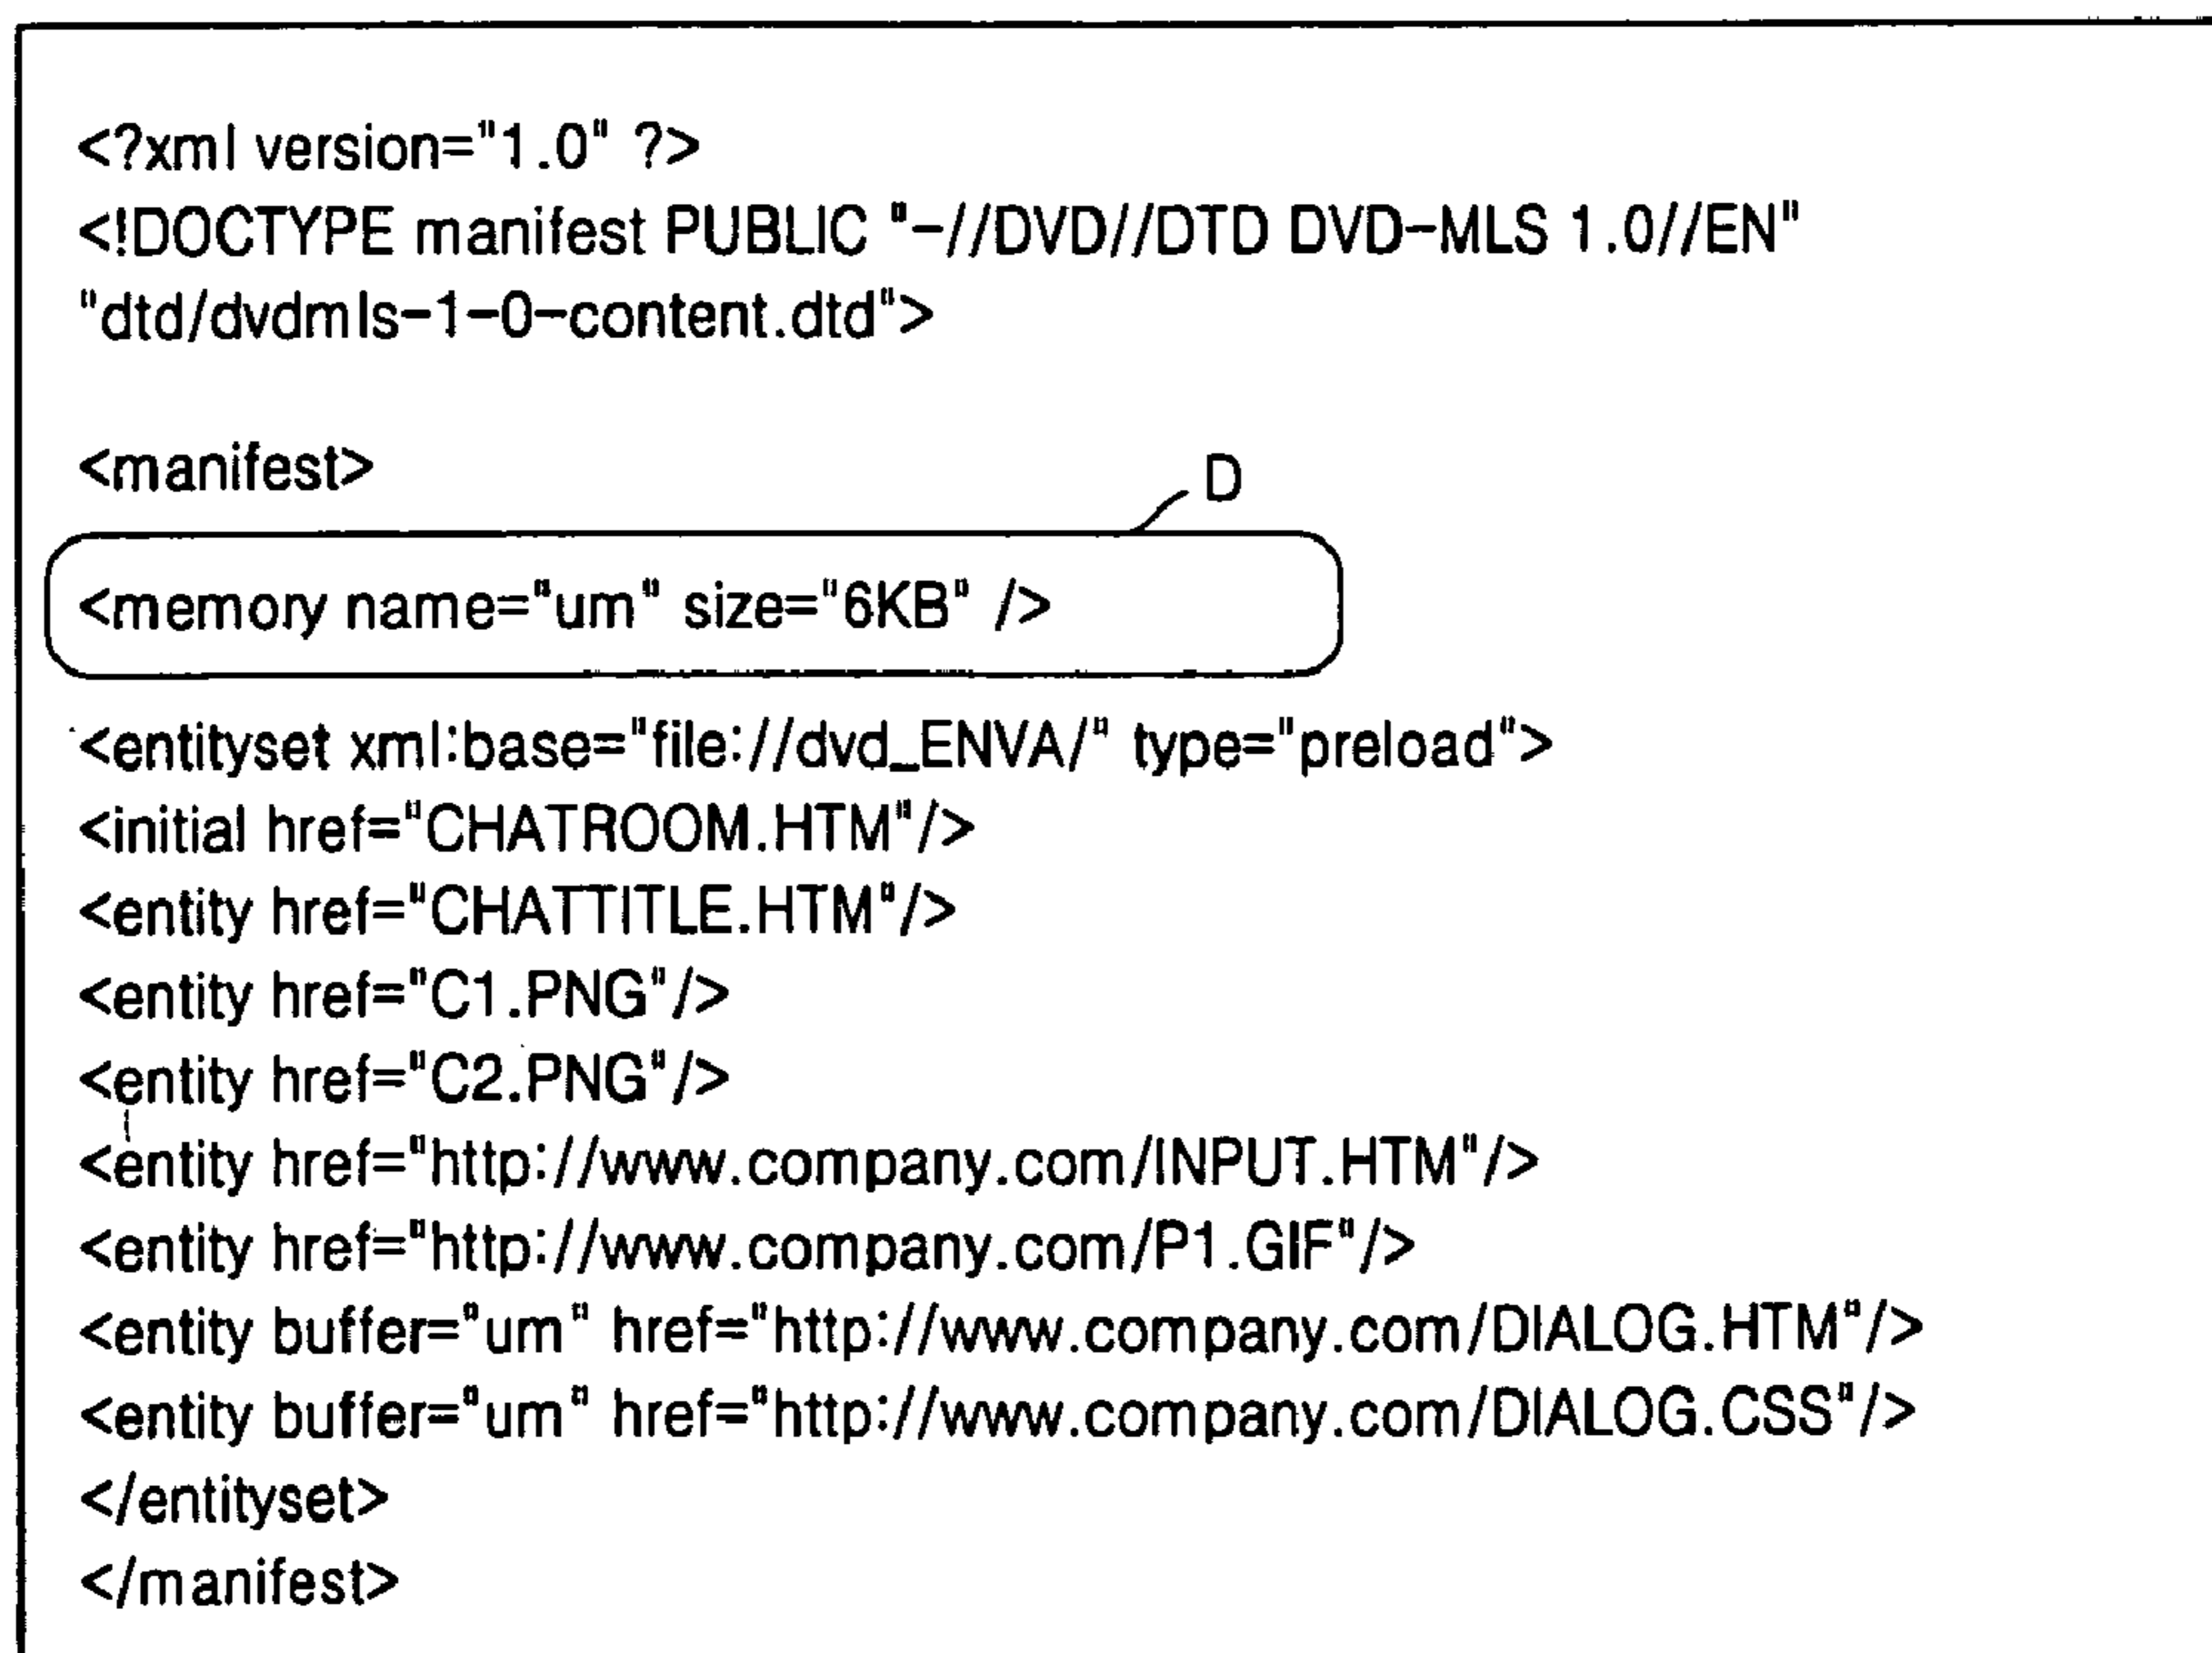 <?xml version="1.0" ?>
<!DOCTYPE manifest PUBLIC "-//DVD//DTD DVD-MLS 1.0//EN"
"dtd/dvdmls-1-0-content.dtd">
<manifest>
D
<memory name="um" size="6KB" />
<entityset xml:base="file://dvd_ENVA/" type="preload">
<initial href="CHATROOM.HTM"/>
<entity href="CHATTITLE.HTM"/>
<entity href="C1.PNG"/>
<entity href="C2.PNG"/>
<entity href="http://www.company.com/INPUT.HTM"/>
<entity href="http://www.company.com/P1.GIF"/>
<entity buffer="um" href="http://www.company.com/DIALOG.HTM"/>
<entity buffer="um" href="http://www.company.com/DIALOG.CSS"/>
</entityset>
</manifest>